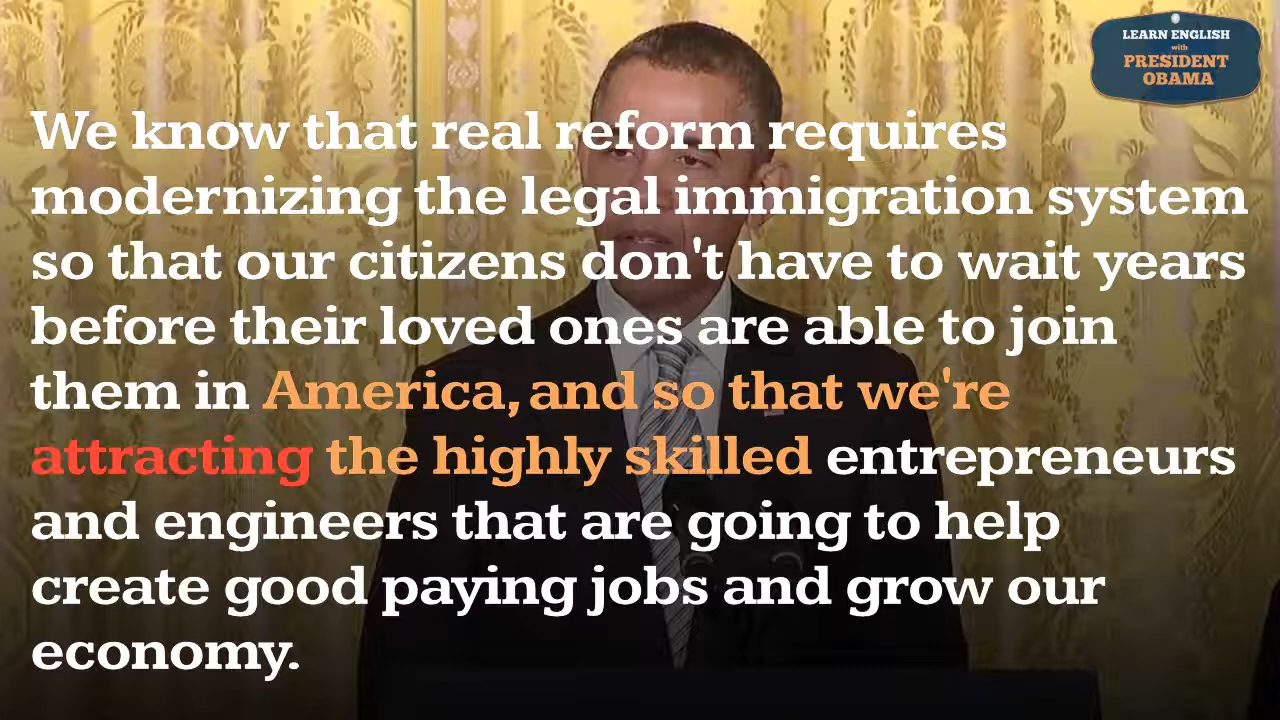 LEARN ENGLISH
with
PRESIDENT
OBAMA
We know that real reform requires
modernizing the legal immigration system
so that our citizens don't have to wait years
before their loved ones are able to join
them in America, and so that we're
attracting the highly skilled entrepreneurs
and engineers that are going to help
create good paying jobs and grow our
economy.